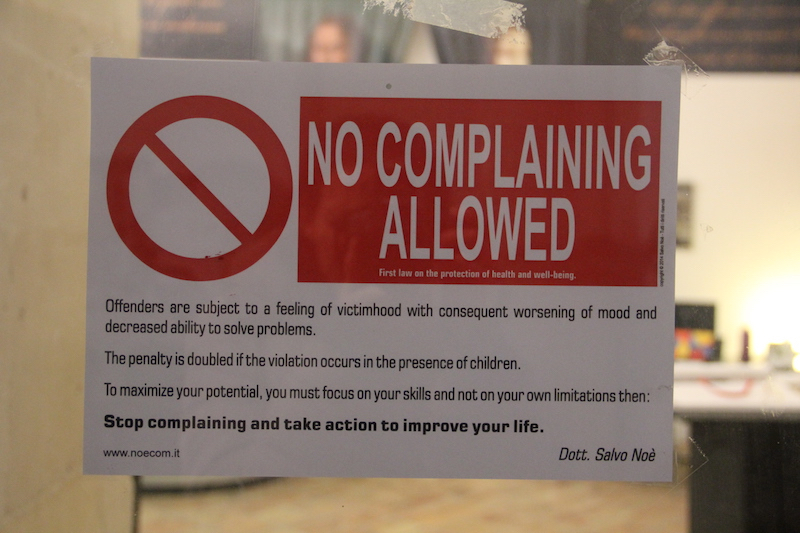 NO COMPLAINING
ALLOWED
First law on the protection of health and well-being.
Offenders are subject to a feeling of victimhood with consequent worsening of mood and
decreased ability to solve problems.
The penalty is doubled if the violation occurs in the presence of children.
To maximize your potential, you must focus on your skills and not on your own limitations then:
Stop complaining and take action to improve your life.
www.noecom.it
Dott. Salvo Noè